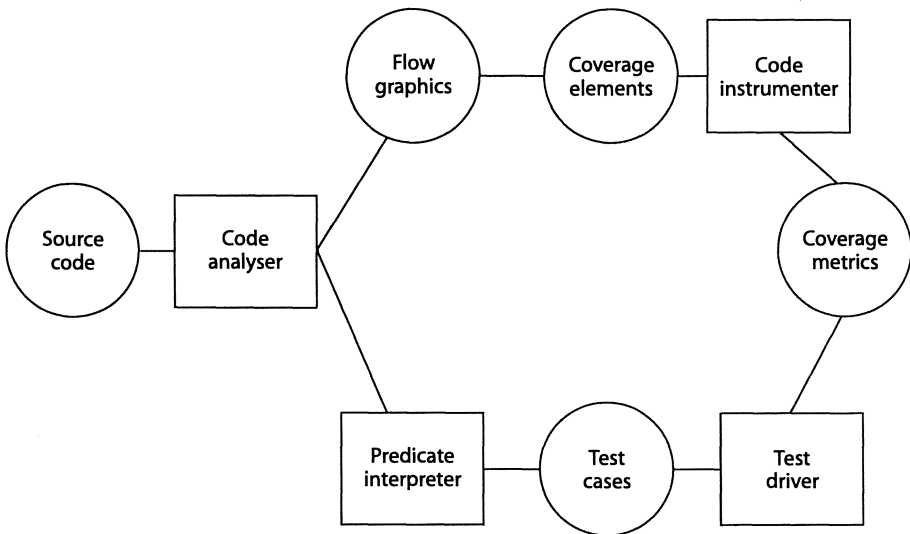 Flow
graphics
Coverage
elements
Code
instrumenter
Source
code
Code
analyser
Coverage
metrics
Predicate
interpreter
Test
cases
Test
driver